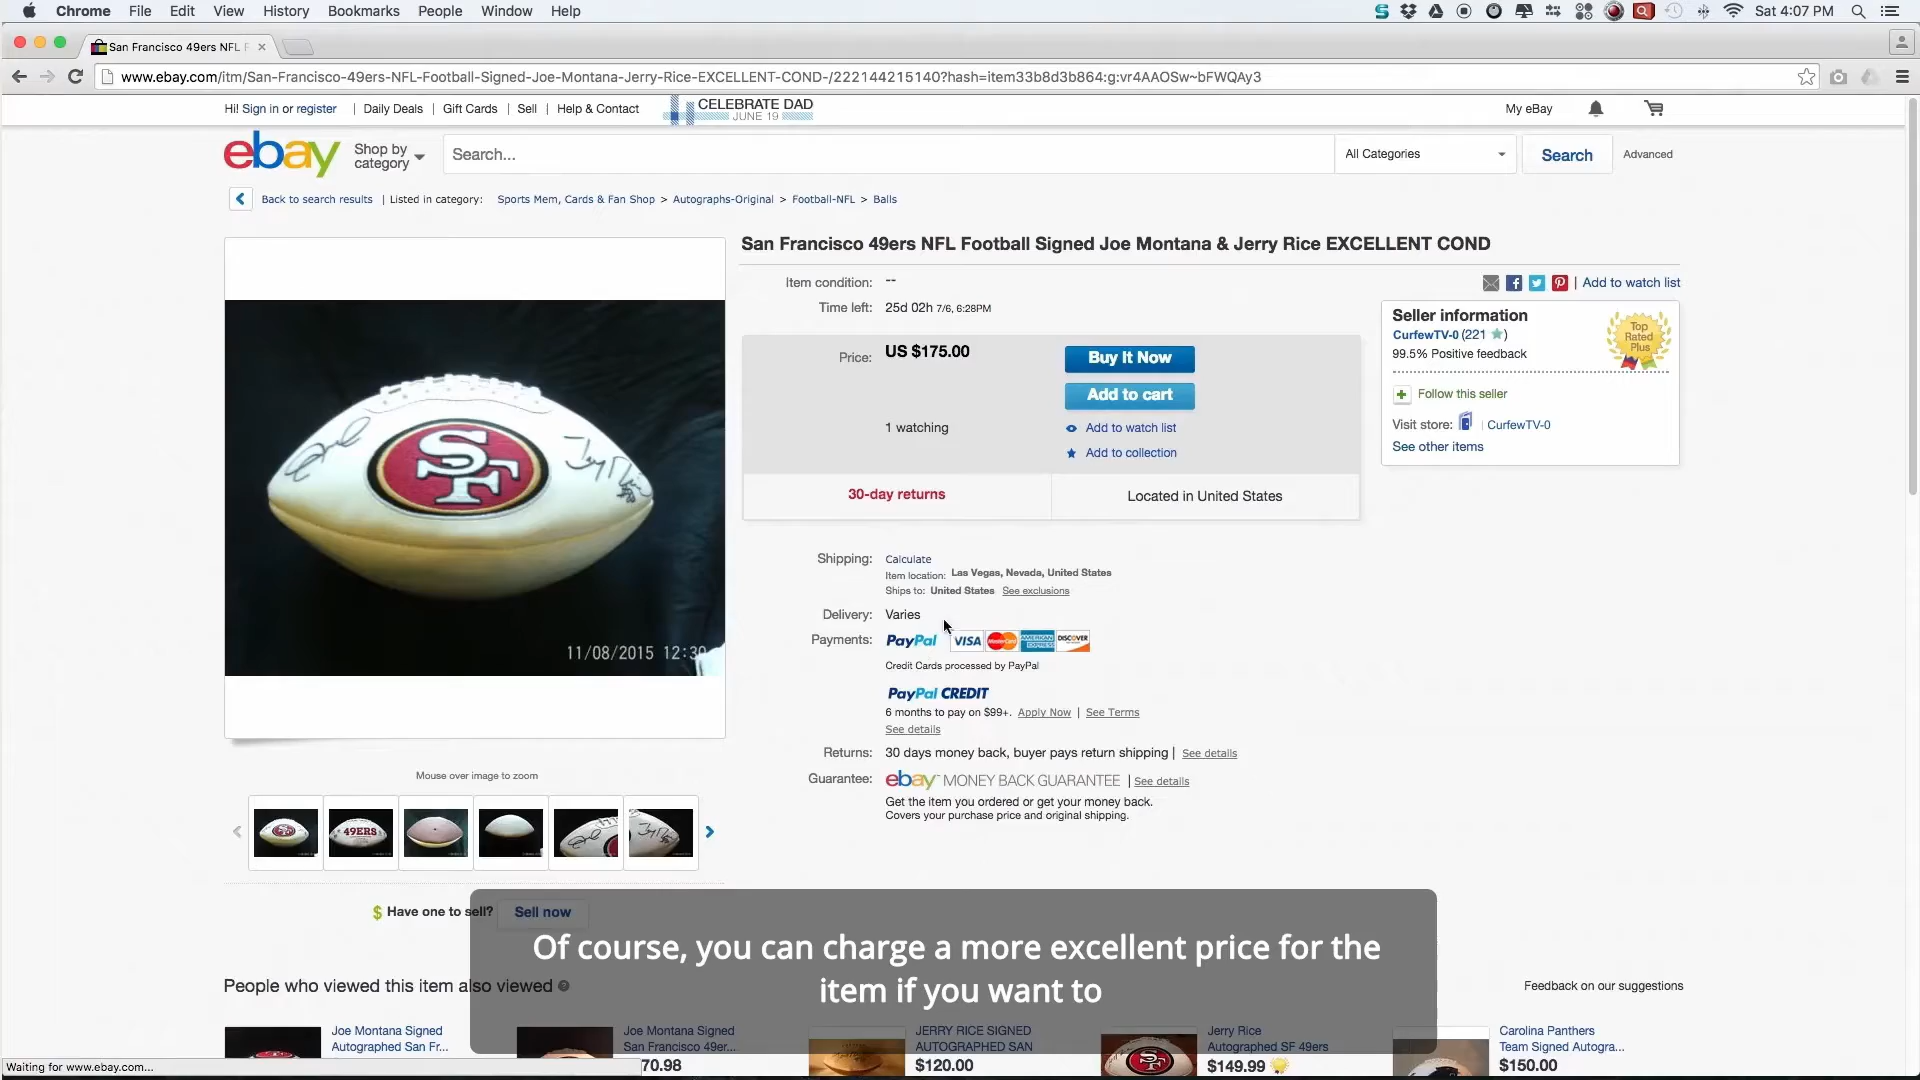 Chrome File Edit View History Bookmarks People Window Help
Sat 4:07 PM
San Francisco 49ers NFL F
www.ebay.com/itm/San-Francisco-49ers-NFL-Football-Signed-Joe-Montana-Jerry-Rice-EXCELLENT-COND-/222144215140?hash=item33b8d3b864:g:vr4AAOSw~bFWQAy3
Hi! Sign in or register | Daily Deals | Gift Cards | Sell | Help & Contact
CELEBRATE DAD
JUNE 19
My eBay
ebay
Shop by
category
Search...
All Categories
Search
Advanced
Back to search results | Listed in category: Sports Mem, Cards & Fan Shop > Autographs-Original > Football-NFL > Balls
San Francisco 49ers NFL Football Signed Joe Montana & Jerry Rice EXCELLENT COND
Item condition: --
Time left: 25d 02h 7/6, 6:28PM
| Add to watch list
Price: US $175.00
Buy It Now
Add to cart
1 watching
Add to watch list
Add to collection
30-day returns
Located in United States
Seller information
CurfewTV-0 (221 ★)
99.5% Positive feedback
Top
Rated
Plus
Follow this seller
Visit store: | CurfewTV-0
See other items
SF
11/08/2015 12:30
Shipping: Calculate
Item location: Las Vegas, Nevada, United States
Ships to: United States See exclusions
Delivery: Varies
Payments: PayPal VISA MasterCard AMERICAN EXPRESS DISCOVER
Credit Cards processed by PayPal
PayPal CREDIT
6 months to pay on $99+. Apply Now | See Terms
See details
Returns: 30 days money back, buyer pays return shipping | See details
Guarantee: ebay MONEY BACK GUARANTEE | See details
Get the item you ordered or get your money back.
Covers your purchase price and original shipping.
Mouse over image to zoom
49ERS
$ Have one to sell? Sell now
Of course, you can charge a more excellent price for the
item if you want to
People who viewed this item also viewed
Feedback on our suggestions
Joe Montana Signed
Autographed San Fr...
Joe Montana Signed
San Francisco 49er...
70.98
JERRY RICE SIGNED
AUTOGRAPHED SAN
$120.00
Jerry Rice
Autographed SF 49ers
$149.99
Carolina Panthers
Team Signed Autogra...
$150.00
Waiting for www.ebay.com...